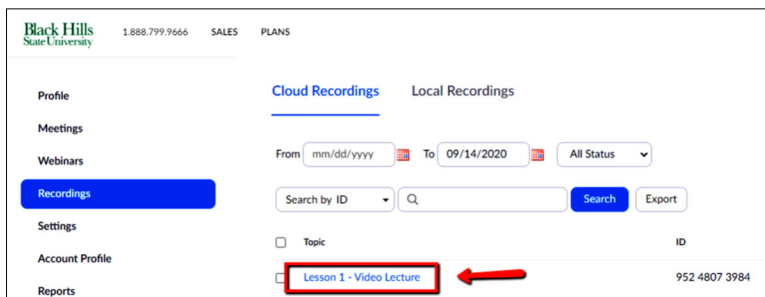 Black Hills
State University
1.888.799.9666 SALES PLANS
Profile
Meetings
Webinars
Recordings
Settings
Account Profile
Reports
Cloud Recordings Local Recordings
From mm/dd/yyyy To 09/14/2020 All Status
Search by ID Search Export
Topic ID
Lesson 1 - Video Lecture 952 4807 3984